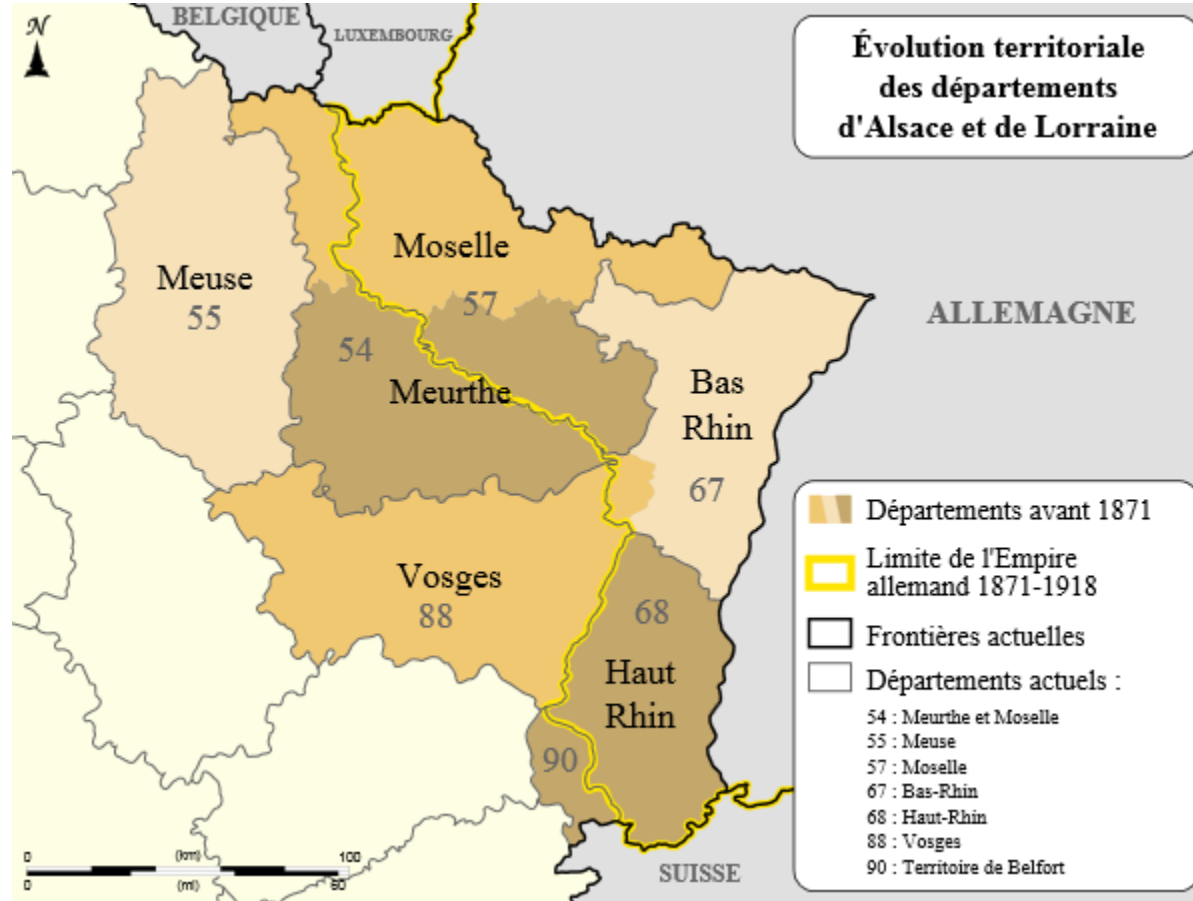 N
BELGIQUE
LUXEMBOURG
Évolution territoriale
des départements
d'Alsace et de Lorraine
Moselle
57
Meuse
55
ALLEMAGNE
54
Meurthe
Bas
Rhin
67
Vosges
88
68
Haut
Rhin
90
SUISSE
Départements avant 1871
Limite de l'Empire
allemand 1871-1918
Frontières actuelles
Départements actuels :
54 : Meurthe et Moselle
55 : Meuse
57 : Moselle
67 : Bas-Rhin
68 : Haut-Rhin
88 : Vosges
90 : Territoire de Belfort
0 (km) 100
0 (mi) 60